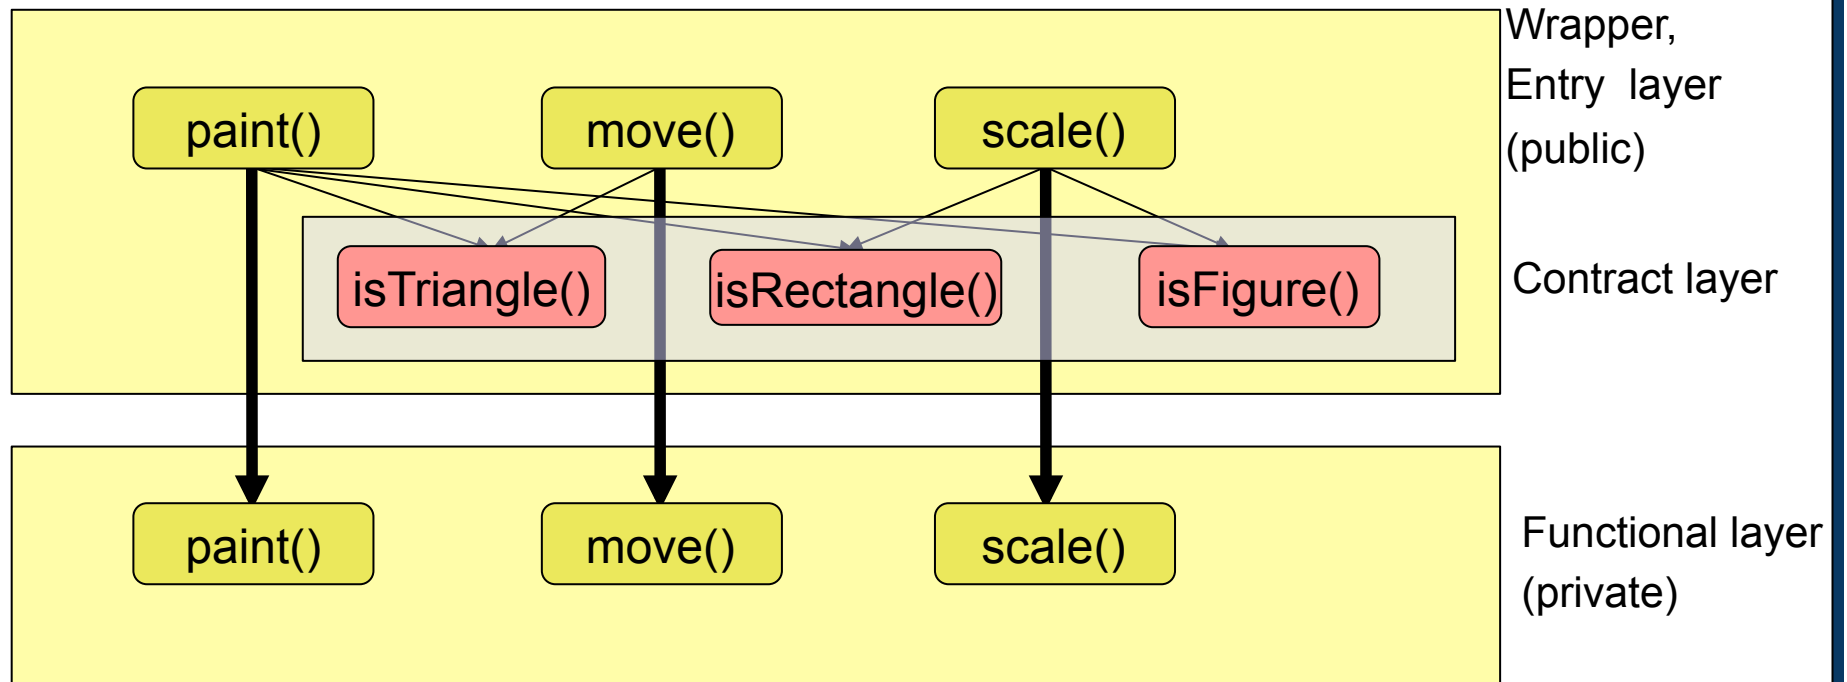 Wrapper,
Entry layer
(public)
paint()
move()
scale()
isTriangle()
isRectangle()
isFigure()
Contract layer
paint()
move()
scale()
Functional layer
(private)